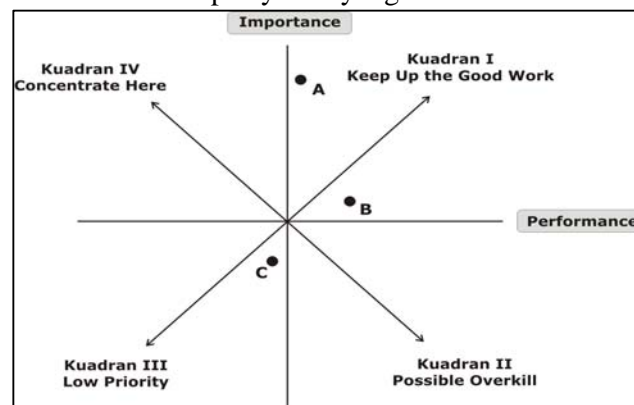 Importance
Kuadran IV
Concentrate Here
Kuadran I
Keep Up the Good Work
A
B
Performance
C
Kuadran III
Low Priority
Kuadran II
Possible Overkill